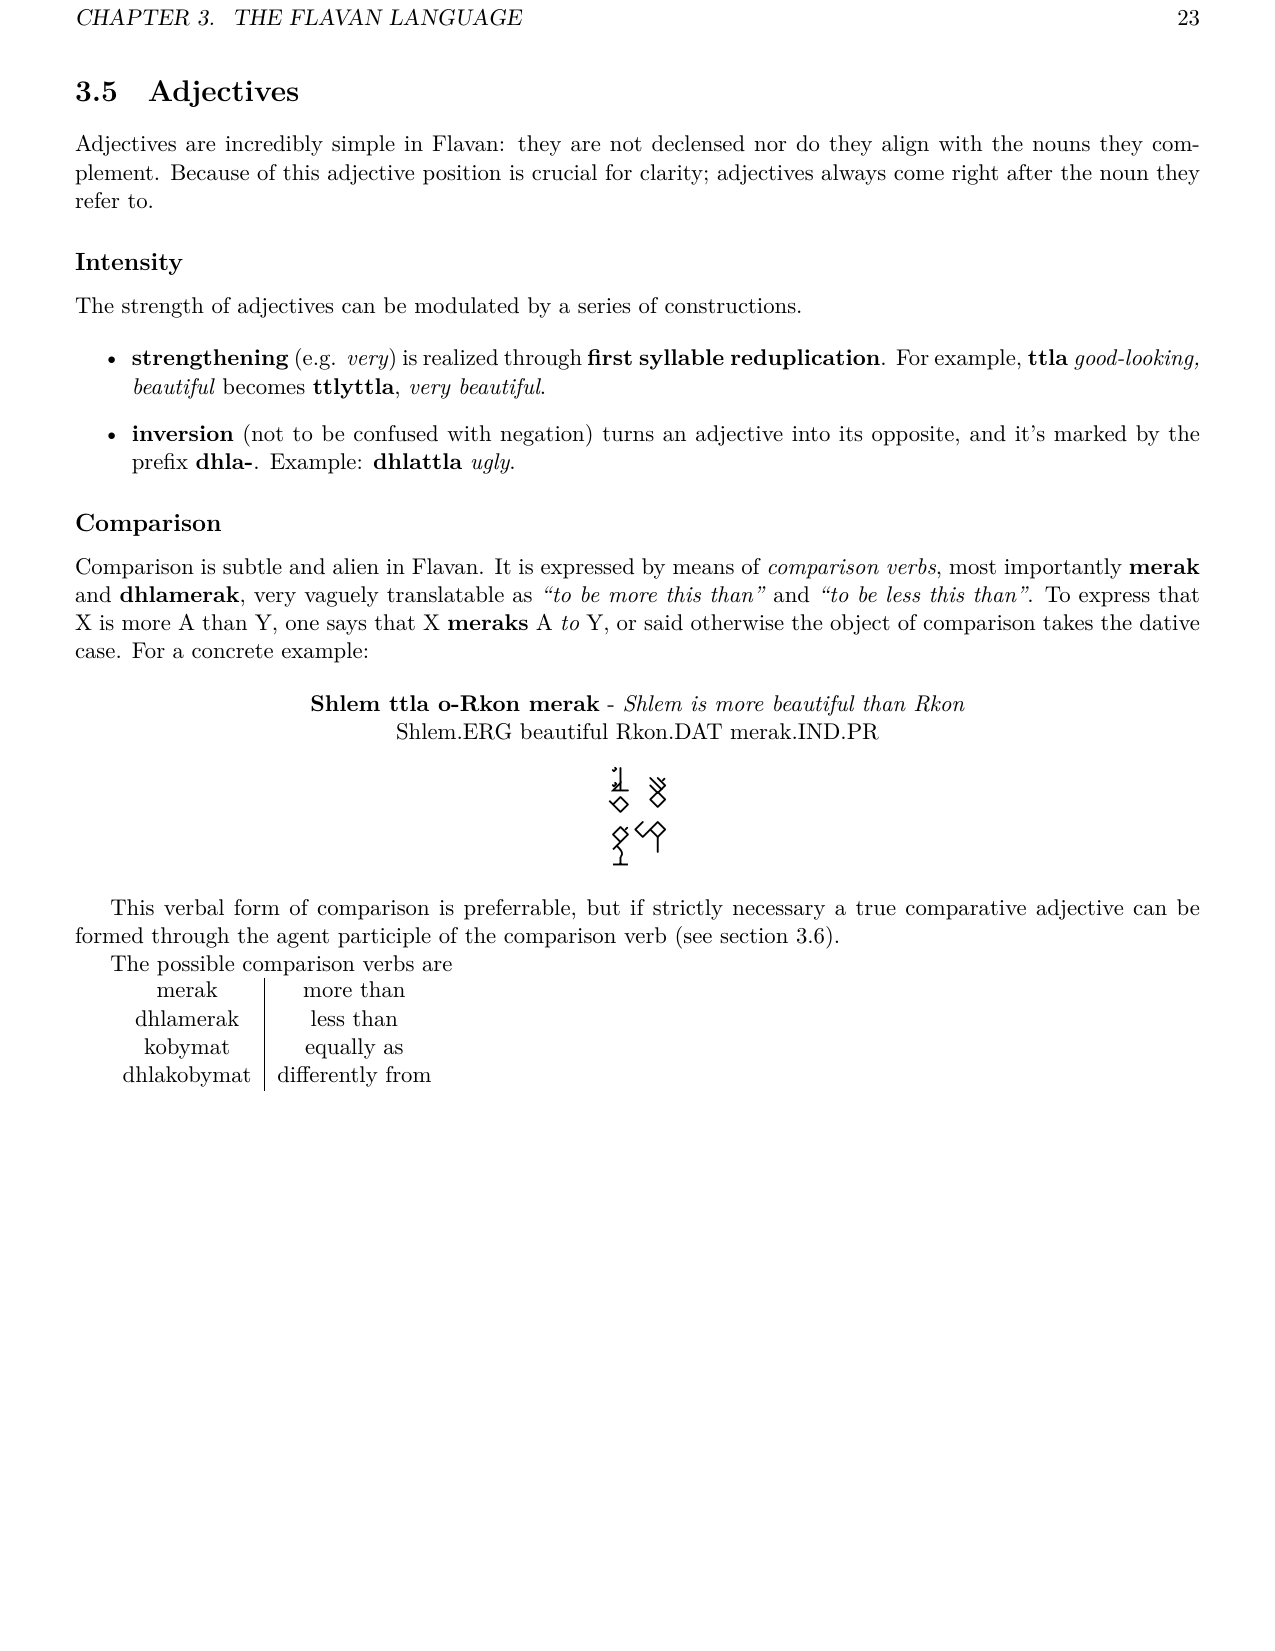 CHAPTER 3. THE FLAVAN LANGUAGE 23
3.5 Adjectives
Adjectives are incredibly simple in Flavan: they are not declensed nor do they align with the nouns they com-
plement. Because of this adjective position is crucial for clarity; adjectives always come right after the noun they
refer to.
Intensity
The strength of adjectives can be modulated by a series of constructions.
• strengthening (e.g. very) is realized through first syllable reduplication. For example, ttla good-looking,
beautiful becomes ttlyttla, very beautiful.
• inversion (not to be confused with negation) turns an adjective into its opposite, and it's marked by the
prefix dhla-. Example: dhlattla ugly.
Comparison
Comparison is subtle and alien in Flavan. It is expressed by means of comparison verbs, most importantly merak
and dhlamerak, very vaguely translatable as “to be more this than” and “to be less this than”. To express that
X is more A than Y, one says that X meraks A to Y, or said otherwise the object of comparison takes the dative
case. For a concrete example:
Shlem ttla o-Rkon merak - Shlem is more beautiful than Rkon
Shlem.ERG beautiful Rkon.DAT merak.IND.PR
This verbal form of comparison is preferrable, but if strictly necessary a true comparative adjective can be
formed through the agent participle of the comparison verb (see section 3.6).
The possible comparison verbs are
merak more than
dhlamerak less than
kobymat equally as
dhlakobymat differently from